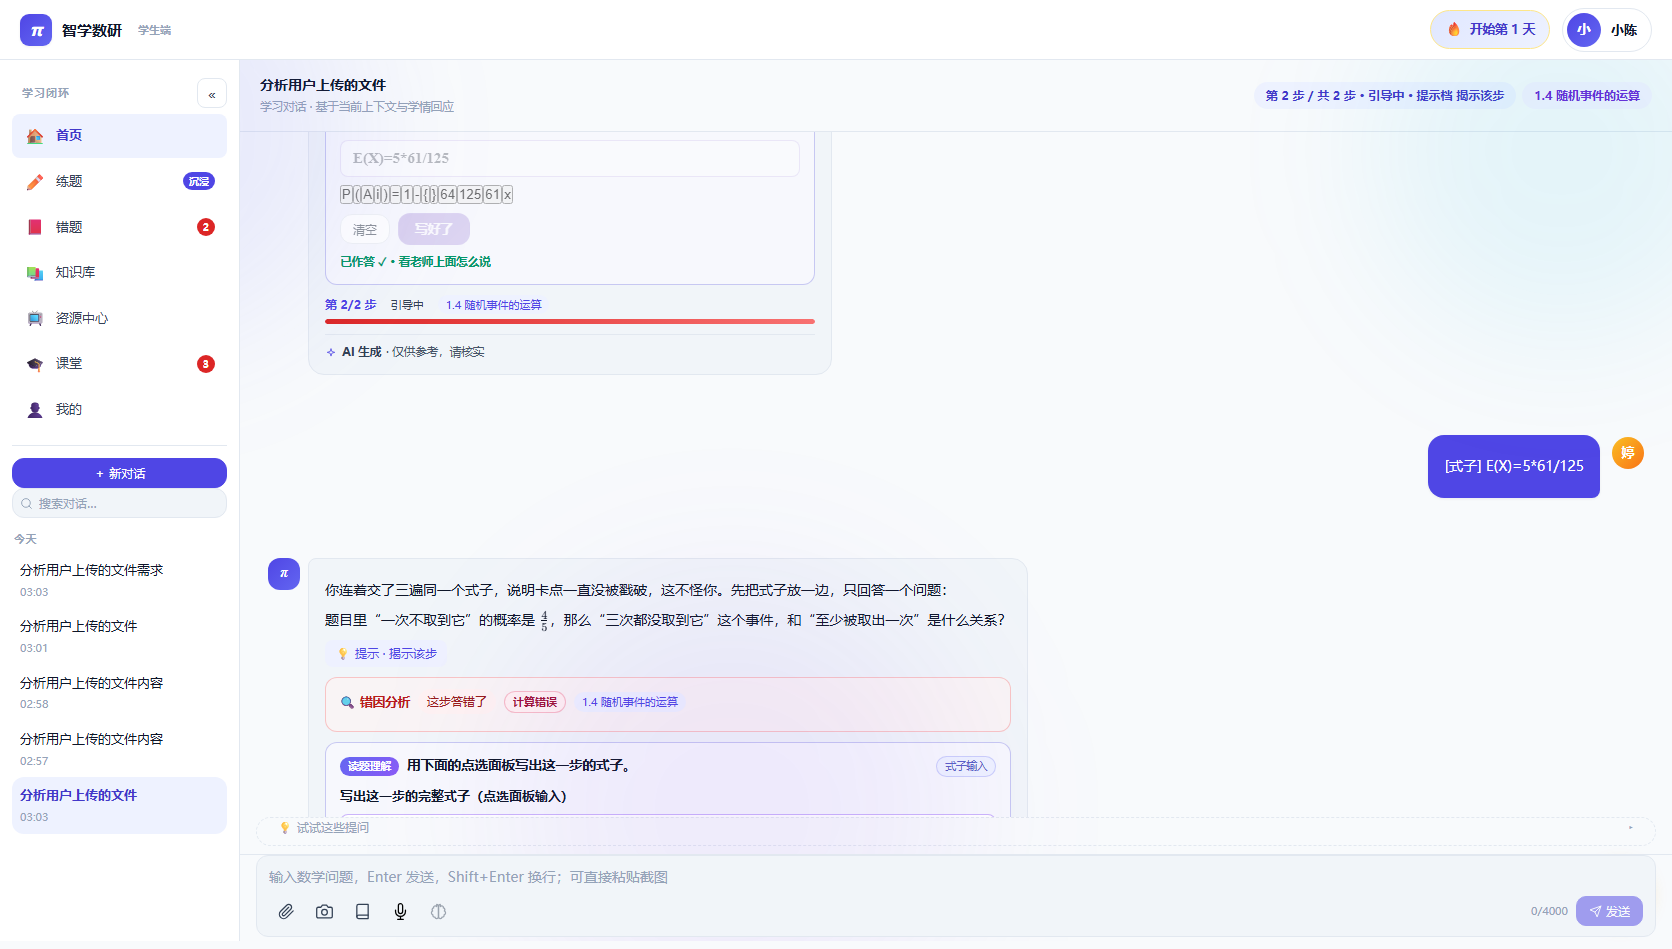 π 智学数研 学生端
🔥 开始第 1 天
小 小陈
学习闭环 «
首页
练题 沉浸
错题 2
知识库
资源中心
课堂 3
我的
+ 新对话
搜索对话...
今天
分析用户上传的文件需求
03:03
分析用户上传的文件
03:01
分析用户上传的文件内容
02:58
分析用户上传的文件内容
02:57
分析用户上传的文件
03:03
分析用户上传的文件
学习对话 · 基于当前上下文与学情回应
第 2 步 / 共 2 步 • 引导中 • 提示档 揭示该步
1.4 随机事件的运算
E(X)=5*61/125
P(Ai)=1-{|}6412561x
清空 写好了
已作答 ✓ • 看老师上面怎么说
第 2/2 步 引导中 1.4 随机事件的运算
AI 生成 · 仅供参考，请核实
[式子] E(X)=5*61/125
婷
π
你连着交了三遍同一个式子，说明卡点一直没被戳破，这不怪你。先把式子放一边，只回答一个问题：
题目里“一次不取到它”的概率是 4/5，那么“三次都没取到它”这个事件，和“至少被取出一次”是什么关系？
提示 · 揭示该步
错因分析 这步答错了 计算错误 1.4 随机事件的运算
读题理解 用下面的点选面板写出这一步的式子。 式子输入
写出这一步的完整式子（点选面板输入）
试试这些提问
输入数学问题，Enter 发送，Shift+Enter 换行；可直接粘贴截图
0/4000 发送